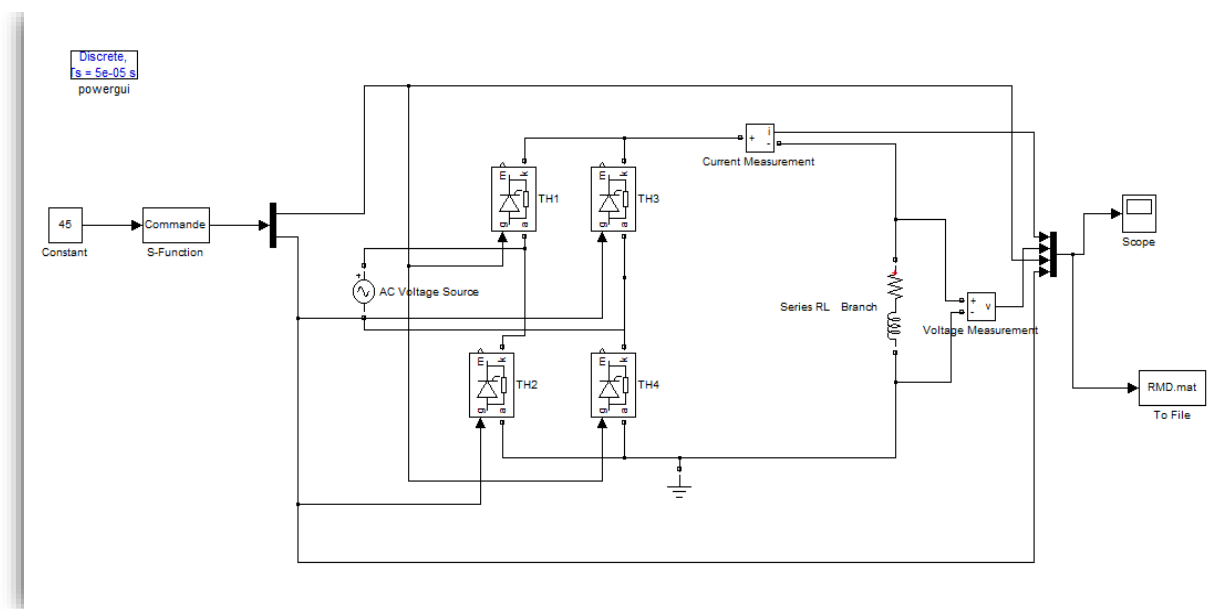 Discrete,
Ts = 5e-05 s
powergui
i
+
-
Current Measurement
m
k
TH1
g
a
m
k
TH3
g
a
45
Constant
Commande
S-Function
+
AC Voltage Source
Scope
Series RL Branch
+
-
v
Voltage Measurement
m
k
TH2
g
a
m
k
TH4
g
a
RMD.mat
To File